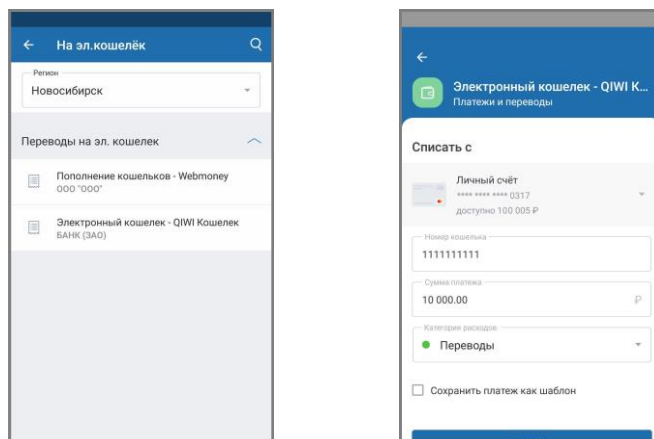 На эл.кошелёк
Регион
Новосибирск
Переводы на эл. кошелек
Пополнение кошельков - Webmoney
ООО "ООО"
Электронный кошелек - QIWI Кошелек
БАНК (ЗАО)
Электронный кошелек - QIWI К...
Платежи и переводы
Списать с
Личный счёт
**** **** **** 0317
доступно 100 005 ₽
Номер кошелька
1111111111
Сумма платежа
10 000.00 ₽
Категория расходов
Переводы
Сохранить платеж как шаблон